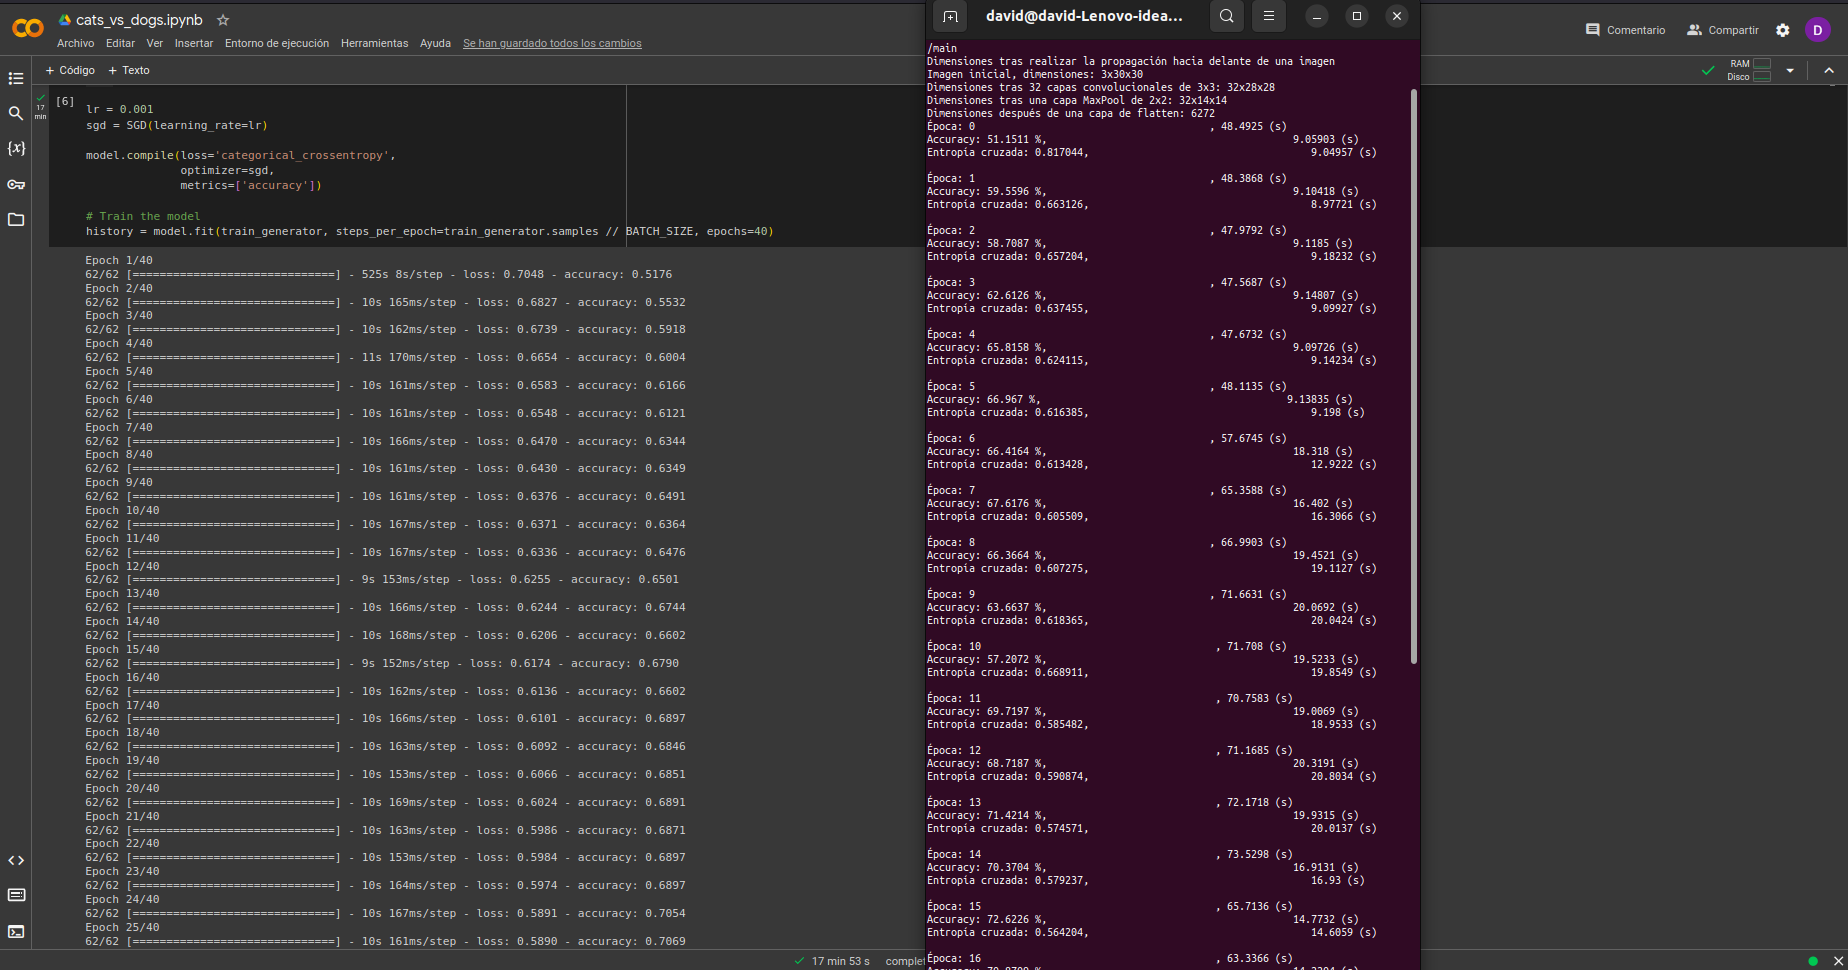 cats_vs_dogs.ipynb
Archivo Editar Ver Insertar Entorno de ejecución Herramientas Ayuda Se han guardado todos los cambios
Comentario Compartir D
+ Código + Texto
RAM
Disco
17
min
[6]
lr = 0.001
sgd = SGD(learning_rate=lr)
model.compile(loss='categorical_crossentropy',
optimizer=sgd,
metrics=['accuracy'])
# Train the model
history = model.fit(train_generator, steps_per_epoch=train_generator.samples // BATCH_SIZE, epochs=40)
Epoch 1/40
62/62 [==============================] - 525s 8s/step - loss: 0.7048 - accuracy: 0.5176
Epoch 2/40
62/62 [==============================] - 10s 165ms/step - loss: 0.6827 - accuracy: 0.5532
Epoch 3/40
62/62 [==============================] - 10s 162ms/step - loss: 0.6739 - accuracy: 0.5918
Epoch 4/40
62/62 [==============================] - 11s 170ms/step - loss: 0.6654 - accuracy: 0.6004
Epoch 5/40
62/62 [==============================] - 10s 161ms/step - loss: 0.6583 - accuracy: 0.6166
Epoch 6/40
62/62 [==============================] - 10s 161ms/step - loss: 0.6548 - accuracy: 0.6121
Epoch 7/40
62/62 [==============================] - 10s 166ms/step - loss: 0.6470 - accuracy: 0.6344
Epoch 8/40
62/62 [==============================] - 10s 161ms/step - loss: 0.6430 - accuracy: 0.6349
Epoch 9/40
62/62 [==============================] - 10s 161ms/step - loss: 0.6376 - accuracy: 0.6491
Epoch 10/40
62/62 [==============================] - 10s 167ms/step - loss: 0.6371 - accuracy: 0.6364
Epoch 11/40
62/62 [==============================] - 10s 167ms/step - loss: 0.6336 - accuracy: 0.6476
Epoch 12/40
62/62 [==============================] - 9s 153ms/step - loss: 0.6255 - accuracy: 0.6501
Epoch 13/40
62/62 [==============================] - 10s 166ms/step - loss: 0.6244 - accuracy: 0.6744
Epoch 14/40
62/62 [==============================] - 10s 168ms/step - loss: 0.6206 - accuracy: 0.6602
Epoch 15/40
62/62 [==============================] - 9s 152ms/step - loss: 0.6174 - accuracy: 0.6790
Epoch 16/40
62/62 [==============================] - 10s 162ms/step - loss: 0.6136 - accuracy: 0.6602
Epoch 17/40
62/62 [==============================] - 10s 166ms/step - loss: 0.6101 - accuracy: 0.6897
Epoch 18/40
62/62 [==============================] - 10s 163ms/step - loss: 0.6092 - accuracy: 0.6846
Epoch 19/40
62/62 [==============================] - 10s 153ms/step - loss: 0.6066 - accuracy: 0.6851
Epoch 20/40
62/62 [==============================] - 10s 169ms/step - loss: 0.6024 - accuracy: 0.6891
Epoch 21/40
62/62 [==============================] - 10s 163ms/step - loss: 0.5986 - accuracy: 0.6871
Epoch 22/40
62/62 [==============================] - 10s 153ms/step - loss: 0.5984 - accuracy: 0.6897
Epoch 23/40
62/62 [==============================] - 10s 164ms/step - loss: 0.5974 - accuracy: 0.6897
Epoch 24/40
62/62 [==============================] - 10s 167ms/step - loss: 0.5891 - accuracy: 0.7054
Epoch 25/40
62/62 [==============================] - 10s 161ms/step - loss: 0.5890 - accuracy: 0.7069
17 min 53 s comple
david@david-Lenovo-idea...
/main
Dimensiones tras realizar la propagación hacia delante de una imagen
Imagen inicial, dimensiones: 3x30x30
Dimensiones tras 32 capas convolucionales de 3x3: 32x28x28
Dimensiones tras una capa MaxPool de 2x2: 32x14x14
Dimensiones después de una capa de flatten: 6272
Época: 0 , 48.4925 (s)
Accuracy: 51.1511 %, 9.05903 (s)
Entropía cruzada: 0.817044, 9.04957 (s)
Época: 1 , 48.3868 (s)
Accuracy: 59.5596 %, 9.10418 (s)
Entropía cruzada: 0.663126, 8.97721 (s)
Época: 2 , 47.9792 (s)
Accuracy: 58.7087 %, 9.1185 (s)
Entropía cruzada: 0.657204, 9.18232 (s)
Época: 3 , 47.5687 (s)
Accuracy: 62.6126 %, 9.14807 (s)
Entropía cruzada: 0.637455, 9.09927 (s)
Época: 4 , 47.6732 (s)
Accuracy: 65.8158 %, 9.09726 (s)
Entropía cruzada: 0.624115, 9.14234 (s)
Época: 5 , 48.1135 (s)
Accuracy: 66.967 %, 9.13835 (s)
Entropía cruzada: 0.616385, 9.198 (s)
Época: 6 , 57.6745 (s)
Accuracy: 66.4164 %, 18.318 (s)
Entropía cruzada: 0.613428, 12.9222 (s)
Época: 7 , 65.3588 (s)
Accuracy: 67.6176 %, 16.402 (s)
Entropía cruzada: 0.605509, 16.3066 (s)
Época: 8 , 66.9903 (s)
Accuracy: 66.3664 %, 19.4521 (s)
Entropía cruzada: 0.607275, 19.1127 (s)
Época: 9 , 71.6631 (s)
Accuracy: 63.6637 %, 20.0692 (s)
Entropía cruzada: 0.618365, 20.0424 (s)
Época: 10 , 71.708 (s)
Accuracy: 57.2072 %, 19.5233 (s)
Entropía cruzada: 0.668911, 19.8549 (s)
Época: 11 , 70.7583 (s)
Accuracy: 69.7197 %, 19.0069 (s)
Entropía cruzada: 0.585482, 18.9533 (s)
Época: 12 , 71.1685 (s)
Accuracy: 68.7187 %, 20.3191 (s)
Entropía cruzada: 0.590874, 20.8034 (s)
Época: 13 , 72.1718 (s)
Accuracy: 71.4214 %, 19.9315 (s)
Entropía cruzada: 0.574571, 20.0137 (s)
Época: 14 , 73.5298 (s)
Accuracy: 70.3704 %, 16.9131 (s)
Entropía cruzada: 0.579237, 16.93 (s)
Época: 15 , 65.7136 (s)
Accuracy: 72.6226 %, 14.7732 (s)
Entropía cruzada: 0.564204, 14.6059 (s)
Época: 16 , 63.3366 (s)